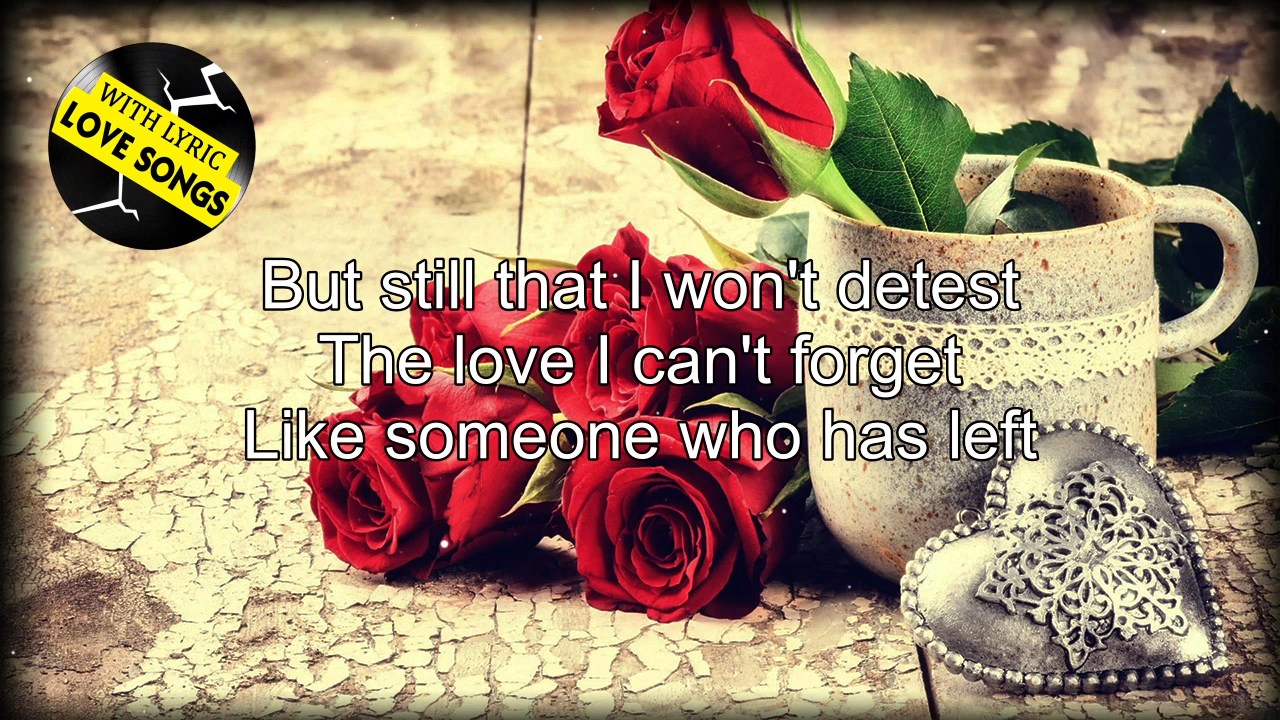 WITH LYRIC
LOVE SONGS
But still that I won't detest
The love I can't forget
Like someone who has left